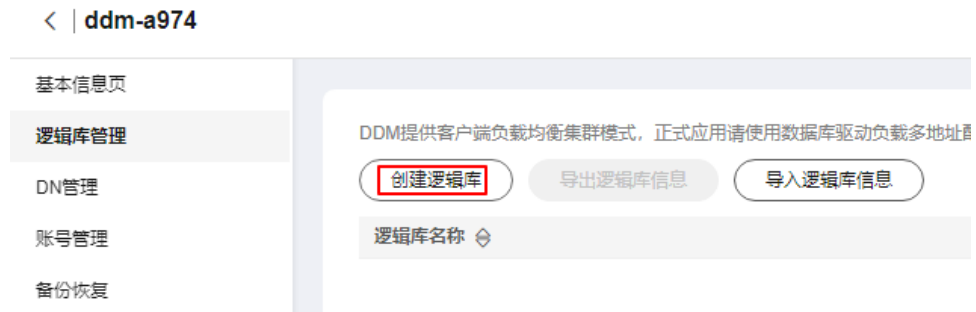 ddm-a974
基本信息页
逻辑库管理
DN管理
账号管理
备份恢复
DDM提供客户端负载均衡集群模式，正式应用请使用数据库驱动负载多地址
创建逻辑库 导出逻辑库信息 导入逻辑库信息
逻辑库名称